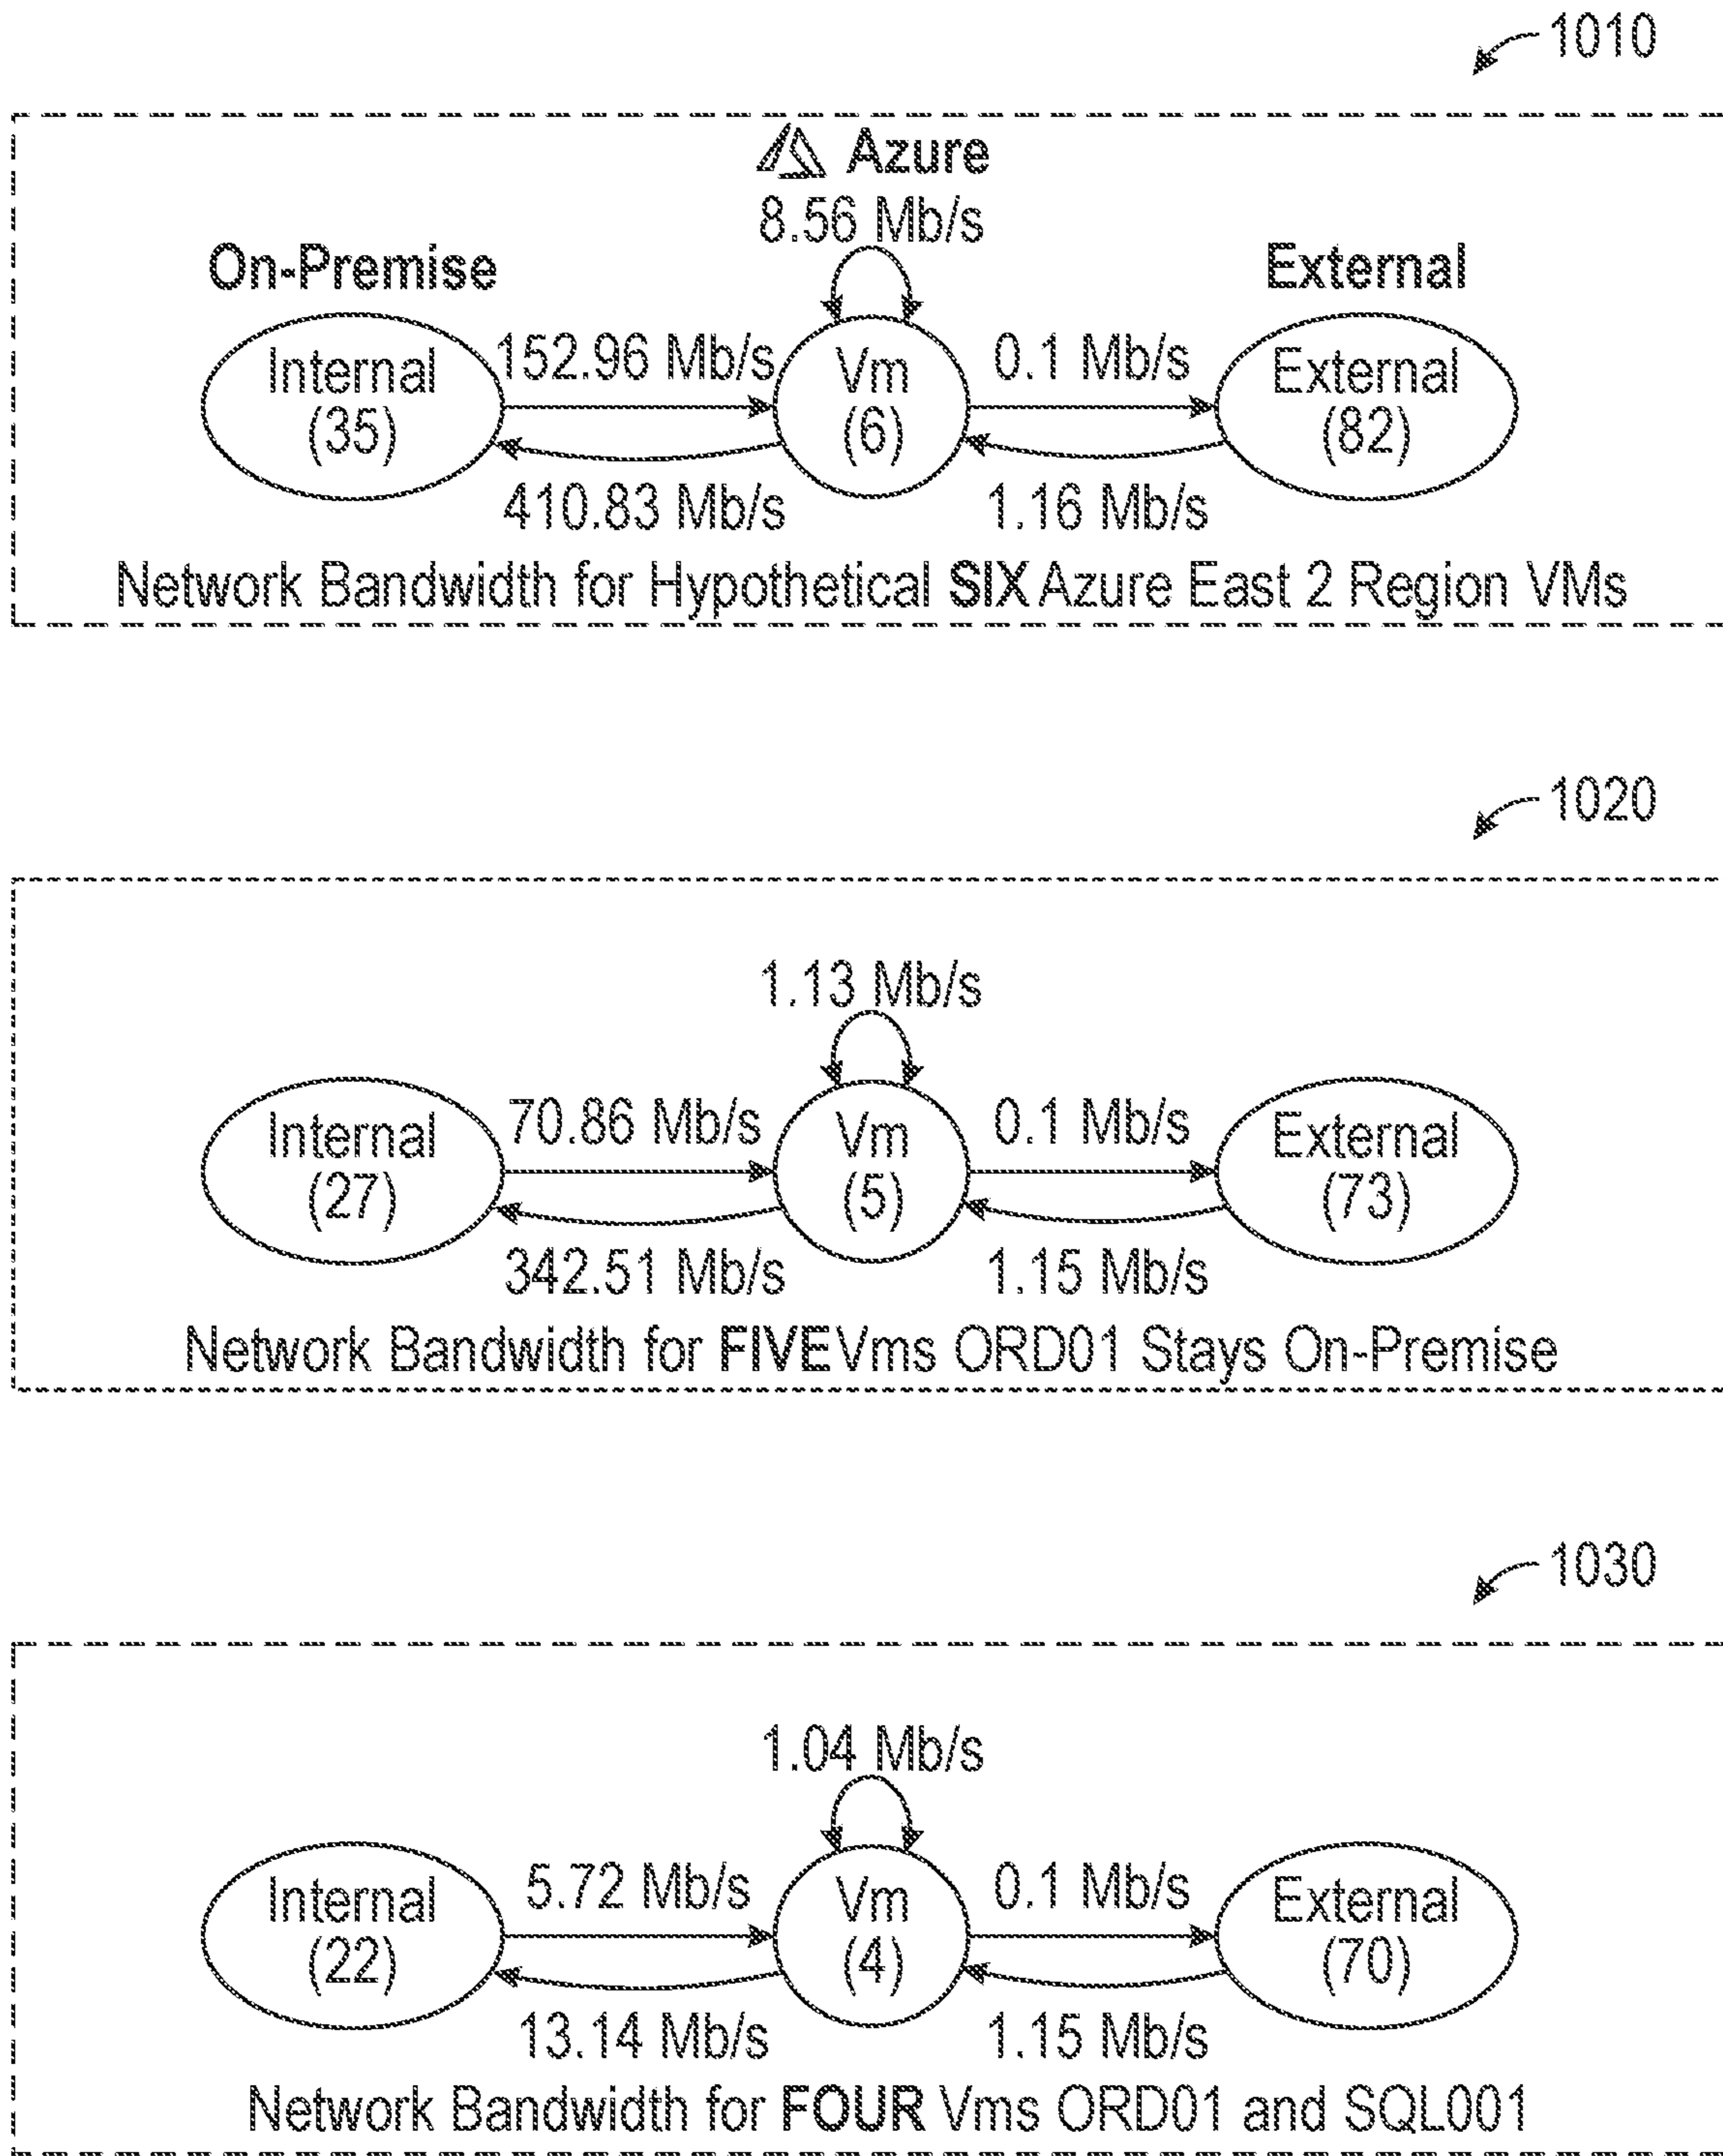 1010
Azure
8.56 Mb/s
On-Premise
External
Internal
(35)
152.96 Mb/s
Vm
(6)
0.1 Mb/s
External
(82)
410.83 Mb/s
1.16 Mb/s
Network Bandwidth for Hypothetical SIX Azure East 2 Region VMs
1020
1.13 Mb/s
Internal
(27)
70.86 Mb/s
Vm
(5)
0.1 Mb/s
External
(73)
342.51 Mb/s
1.15 Mb/s
Network Bandwidth for FIVE Vms ORD01 Stays On-Premise
1030
1.04 Mb/s
Internal
(22)
5.72 Mb/s
Vm
(4)
0.1 Mb/s
External
(70)
13.14 Mb/s
1.15 Mb/s
Network Bandwidth for FOUR Vms ORD01 and SQL001